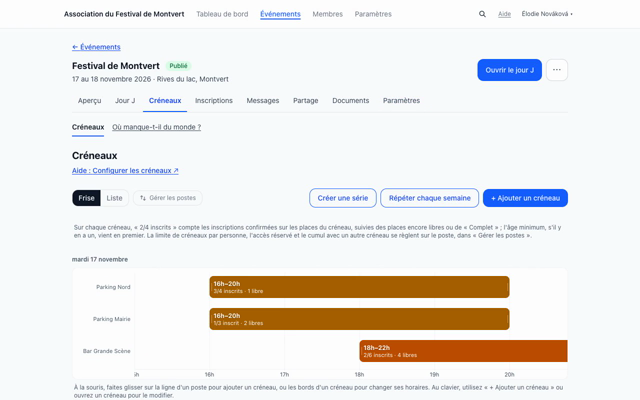 Association du Festival de Montvert Tableau de bord Événements Membres Paramètres Aide Élodie Nováková
← Événements
Festival de Montvert Publié
17 au 18 novembre 2026 · Rives du lac, Montvert
Ouvrir le jour J ...
Aperçu Jour J Créneaux Inscriptions Messages Partage Documents Paramètres
Créneaux Où manque-t-il du monde ?
Créneaux
Aide : Configurer les créneaux ↗
Frise Liste Gérer les postes Créer une série Répéter chaque semaine + Ajouter un créneau
Sur chaque créneau, « 2/4 inscrits » compte les inscriptions confirmées sur les places du créneau, suivies des places encore libres ou de « Complet » ; l'âge minimum, s'il y
en a un, vient en premier. La limite de créneaux par personne, l'accès réservé et le cumul avec un autre créneau se règlent sur le poste, dans « Gérer les postes ».
mardi 17 novembre
Parking Nord
16h–20h
3/4 inscrits · 1 libre
Parking Mairie
16h–20h
1/3 inscrit · 2 libres
Bar Grande Scène
18h–22h
2/6 inscrits · 4 libres
16h 17h 18h 19h 20h
À la souris, faites glisser sur la ligne d'un poste pour ajouter un créneau, ou les bords d'un créneau pour changer ses horaires. Au clavier, utilisez « + Ajouter un créneau » ou
ouvrez un créneau pour le modifier.